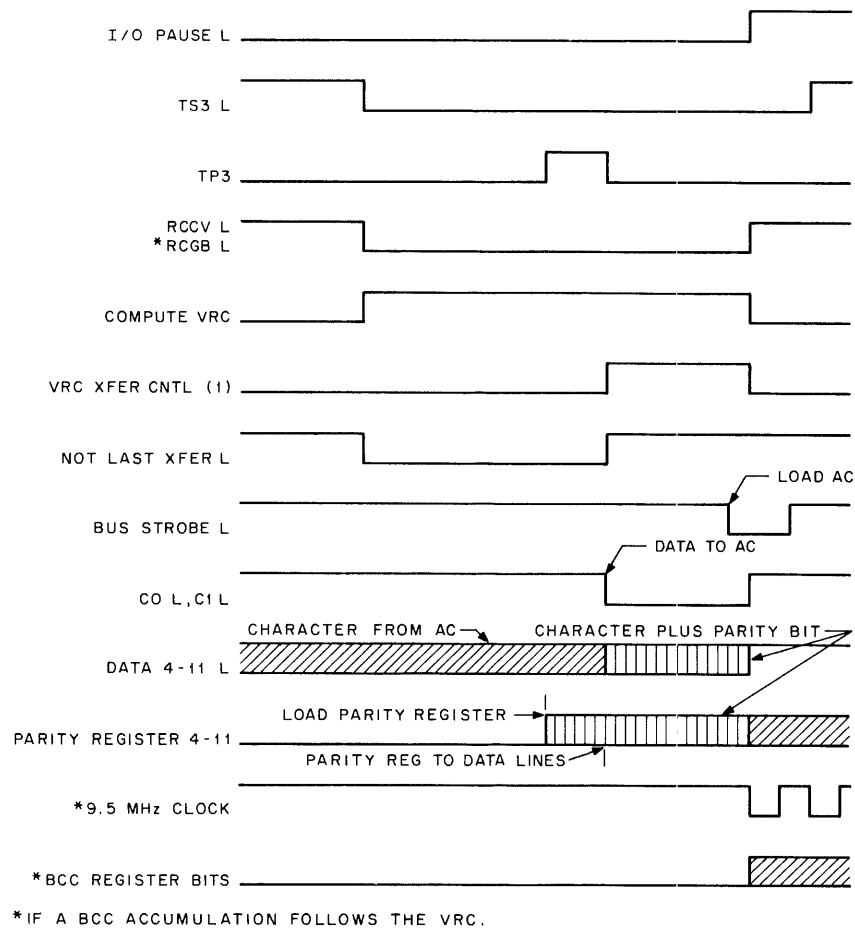 I/O PAUSE L
TS3 L
TP3
RCCV L
*RCGB L
COMPUTE VRC
VRC XFER CNTL (1)
NOT LAST XFER L
LOAD AC
BUS STROBE L
DATA TO AC
CO L, C1 L
CHARACTER FROM AC
CHARACTER PLUS PARITY BIT
DATA 4-11 L
LOAD PARITY REGISTER
PARITY REGISTER 4-11
PARITY REG TO DATA LINES
*9.5 MHz CLOCK
*BCC REGISTER BITS
*IF A BCC ACCUMULATION FOLLOWS THE VRC.